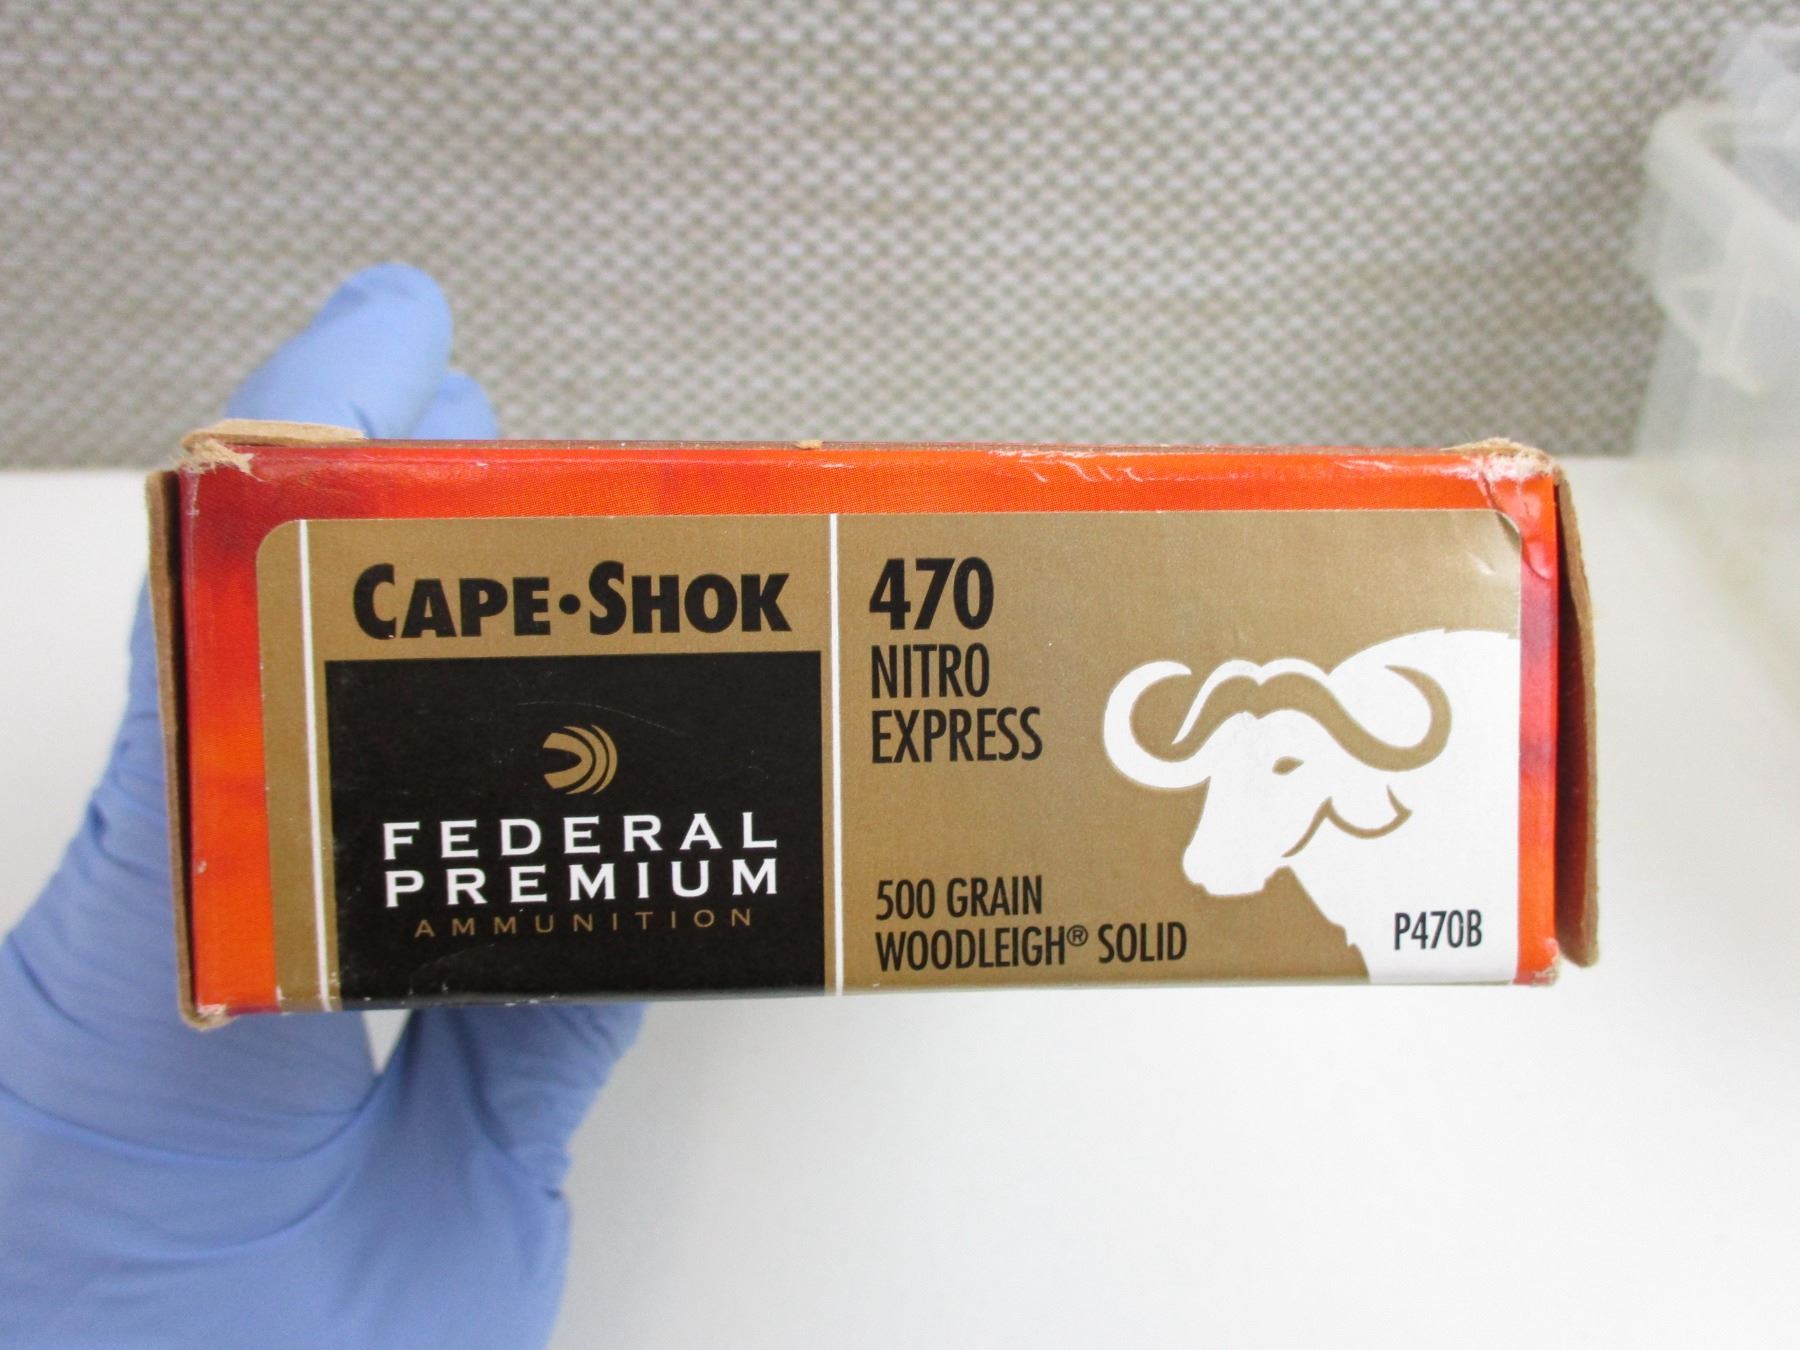 CAPE•SHOK
FEDERAL
PREMIUM
AMMUNITION
470
NITRO
EXPRESS
500 GRAIN
WOODLEIGH® SOLID
P470B